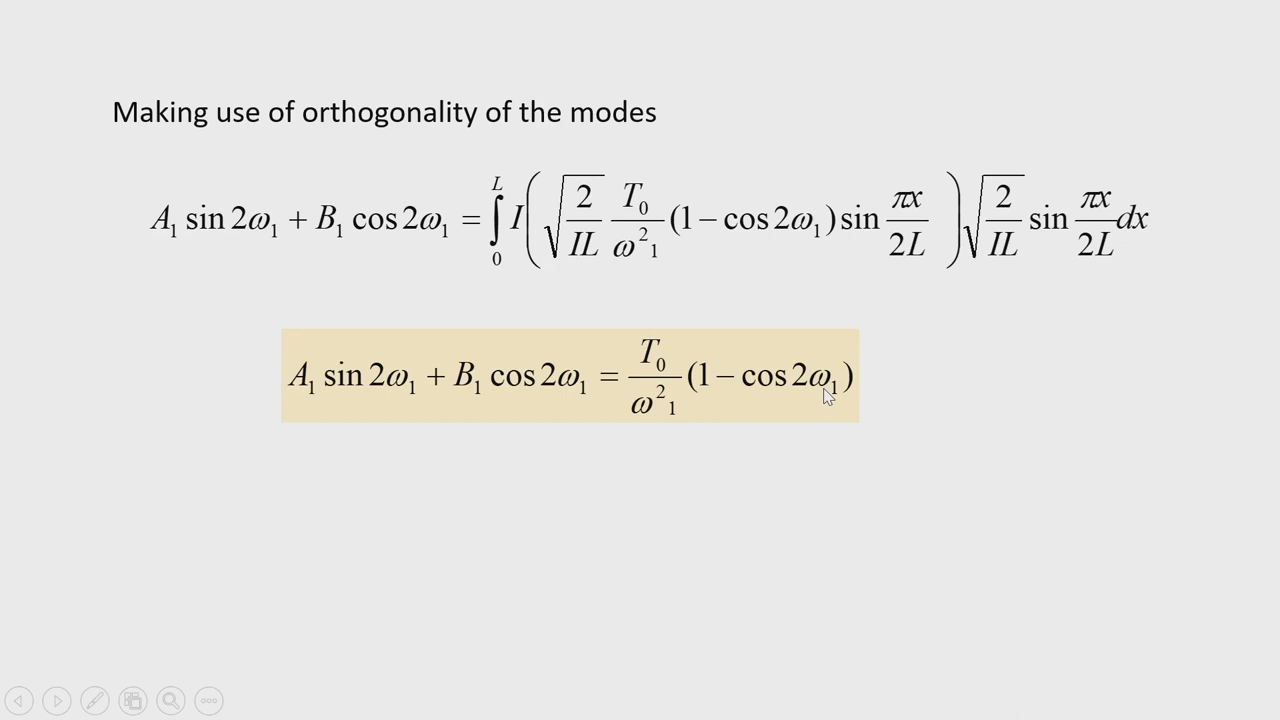 Making use of orthogonality of the modes
A₁ sin 2ω₁ + B₁ cos 2ω₁ = ∫₀ᴸ I(√(2/IL) T₀/ω²₁ (1 − cos 2ω₁) sin πx/2L) √(2/IL) sin πx/2L dx
A₁ sin 2ω₁ + B₁ cos 2ω₁ = T₀/ω²₁ (1 − cos 2ω₁)